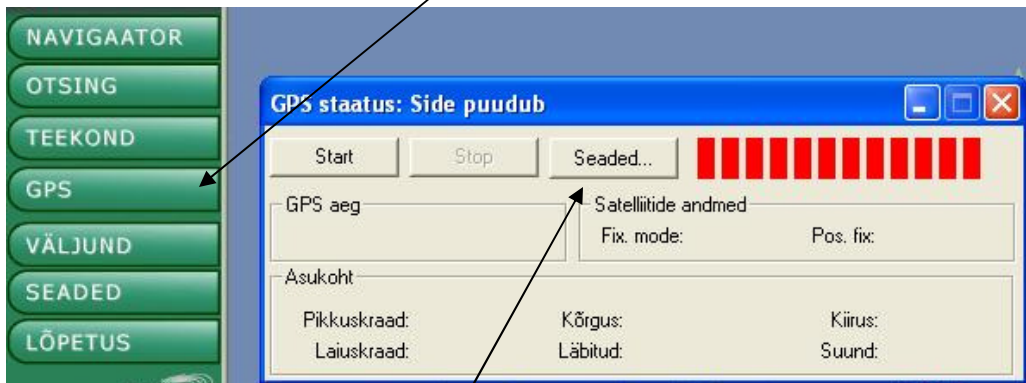 NAVIGAATOR
OTSING
TEEKOND
GPS
VÄLJUND
SEADED
LÕPETUS
GPS staatus: Side puudub
Start Stop Seaded...
GPS aeg Satelliitide andmed
Fix. mode: Pos. fix:
Asukoht
Pikkuskraad: Kõrgus: Kiirus:
Laiuskraad: Läbitud: Suund: